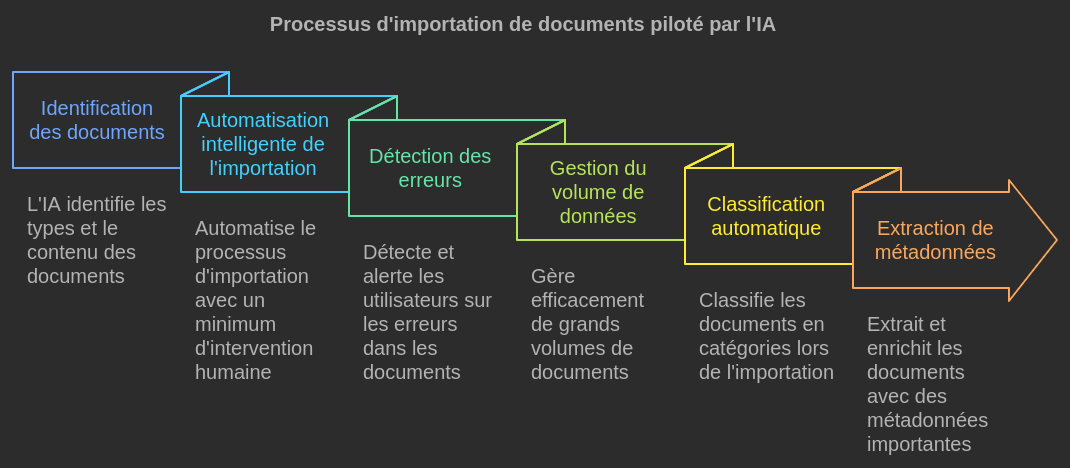 Processus d'importation de documents piloté par l'IA
Identification
des documents
L'IA identifie les
types et le
contenu des
documents
Automatisation
intelligente de
l'importation
Automatise le
processus
d'importation
avec un
minimum
d'intervention
humaine
Détection des
erreurs
Détecte et
alerte les
utilisateurs sur
les erreurs
dans les
documents
Gestion du
volume de
données
Gère
efficacement
de grands
volumes de
documents
Classification
automatique
Classifie les
documents en
catégories lors
de l'importation
Extraction de
métadonnées
Extrait et
enrichit les
documents
avec des
métadonnées
importantes